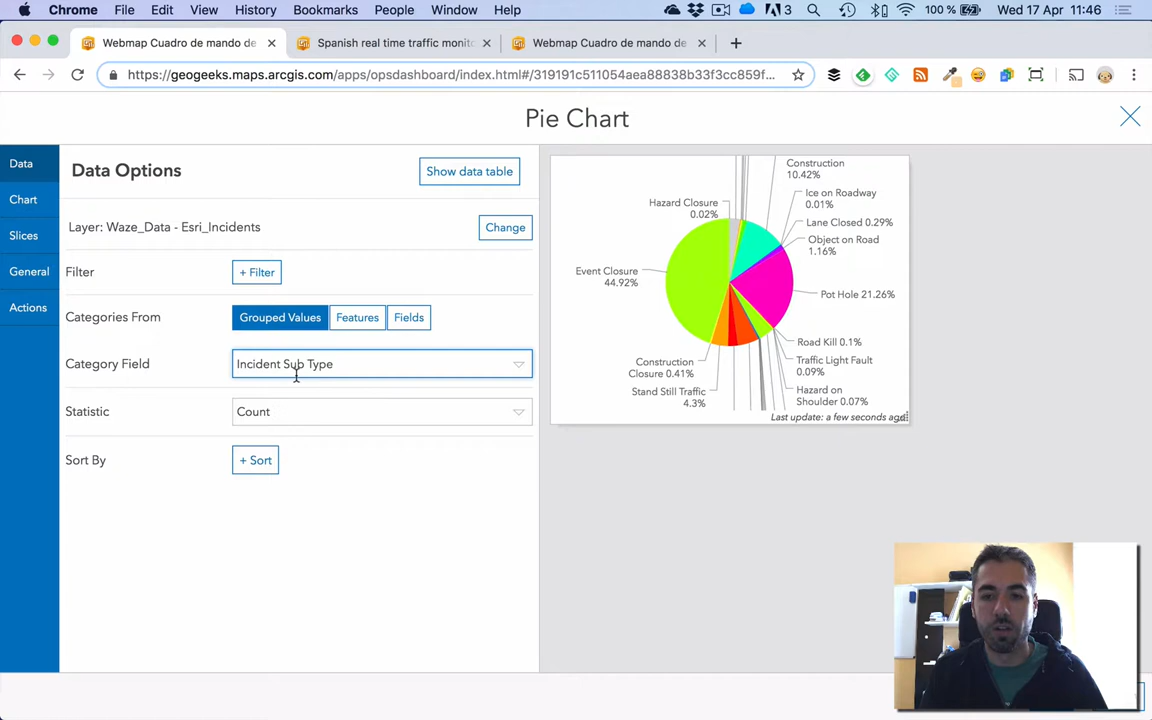 Chrome File Edit View History Bookmarks People Window Help 3 100 % Wed 17 Apr 11:46
Webmap Cuadro de mando de
Spanish real time traffic monito
Webmap Cuadro de mando de
https://geogeeks.maps.arcgis.com/apps/opsdashboard/index.html#/319191c511054aea88838b33f3cc859f...
Pie Chart
Data
Chart
Slices
General
Actions
Data Options
Show data table
Layer: Waze_Data - Esri_Incidents
Change
Filter
+ Filter
Categories From
Grouped Values
Features
Fields
Category Field
Incident Sub Type
Statistic
Count
Sort By
+ Sort
Construction
10.42%
Hazard Closure
0.02%
Ice on Roadway
0.01%
Lane Closed 0.29%
Object on Road
1.16%
Event Closure
44.92%
Pot Hole 21.26%
Road Kill 0.1%
Traffic Light Fault
0.09%
Construction
Closure 0.41%
Hazard on
Shoulder 0.07%
Stand Still Traffic
4.3%
Last update: a few seconds ago